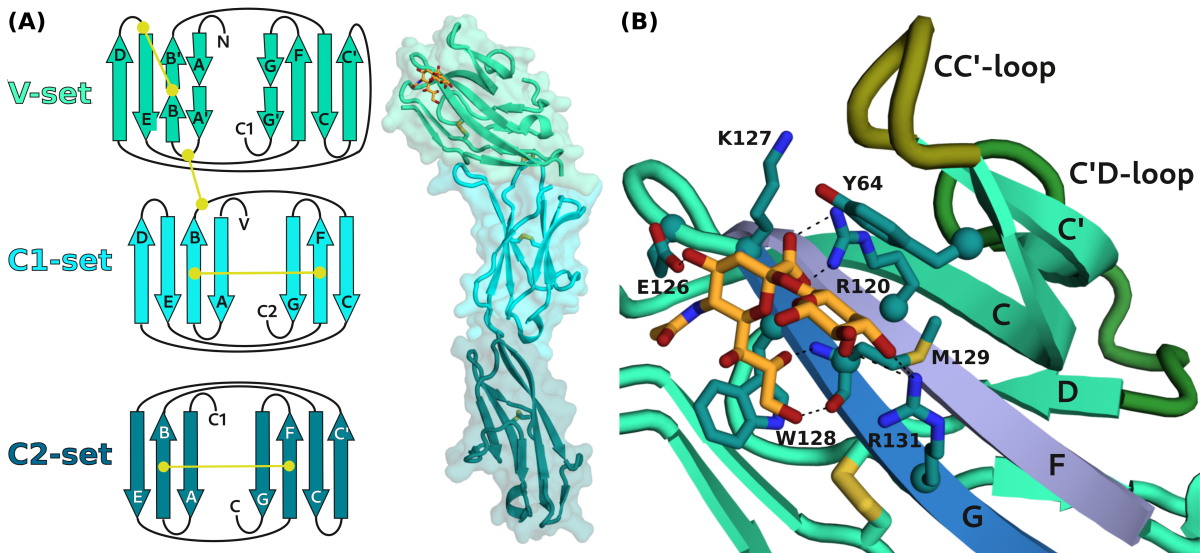 (A)
V-set
D
E
B'
B
A
A'
N
C1
G
G'
F
C
C'
C1-set
D
E
B
A
V
C2
G
F
C
C2-set
E
B
A
C1
C
G
F
C
C'
(B)
CC'-loop
C'D-loop
K127
Y64
C'
E126
R120
C
M129
D
W128
R131
F
G